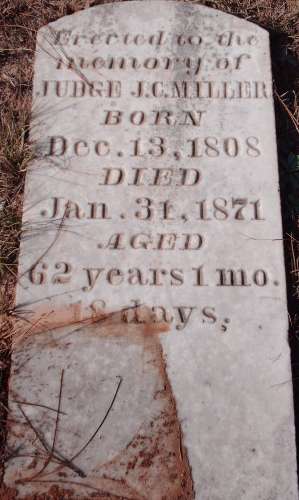 Erected to the
memory of
JUDGE J.C. MILLER
BORN
Dec. 13, 1808
DIED
Jan. 31, 1871
AGED
62 years 1 mo.
18 days,